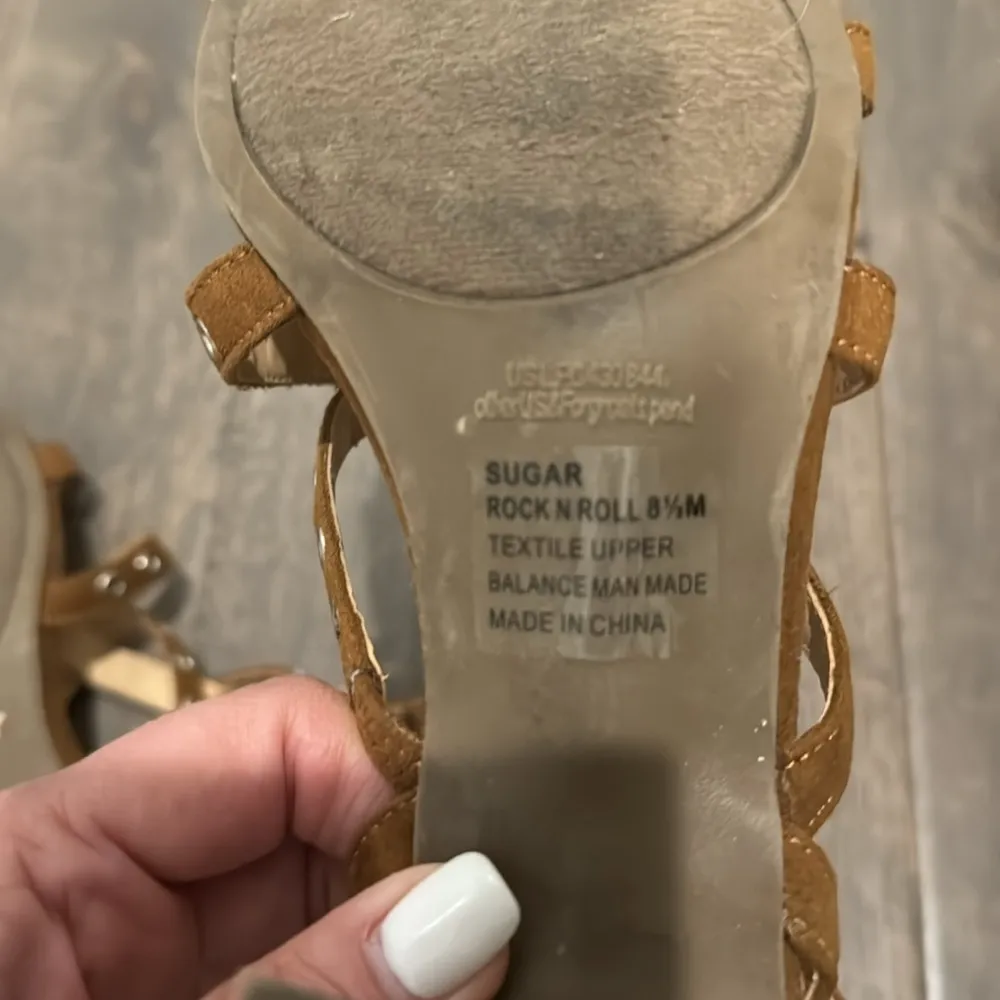 SUGAR
ROCK N ROLL 8½M
TEXTILE UPPER
BALANCE MAN MADE
MADE IN CHINA